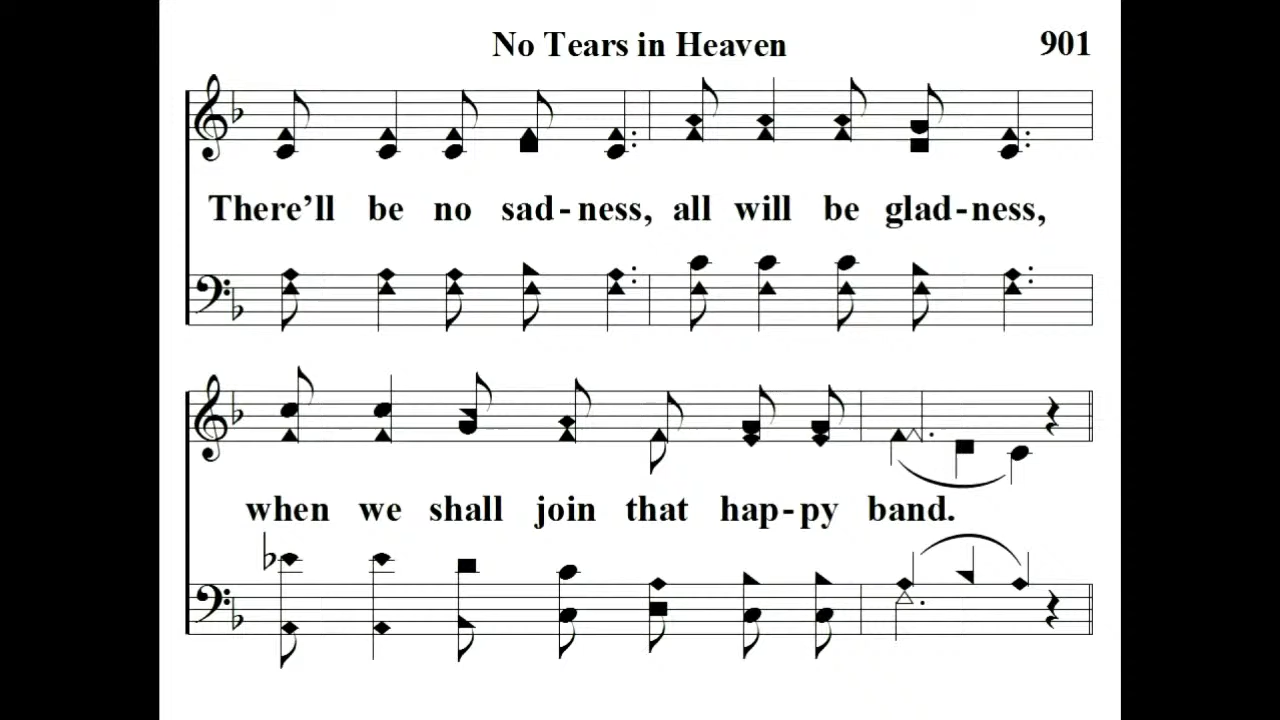 No Tears in Heaven 901
There’ll be no sad-ness, all will be glad-ness,
when we shall join that hap-py band.